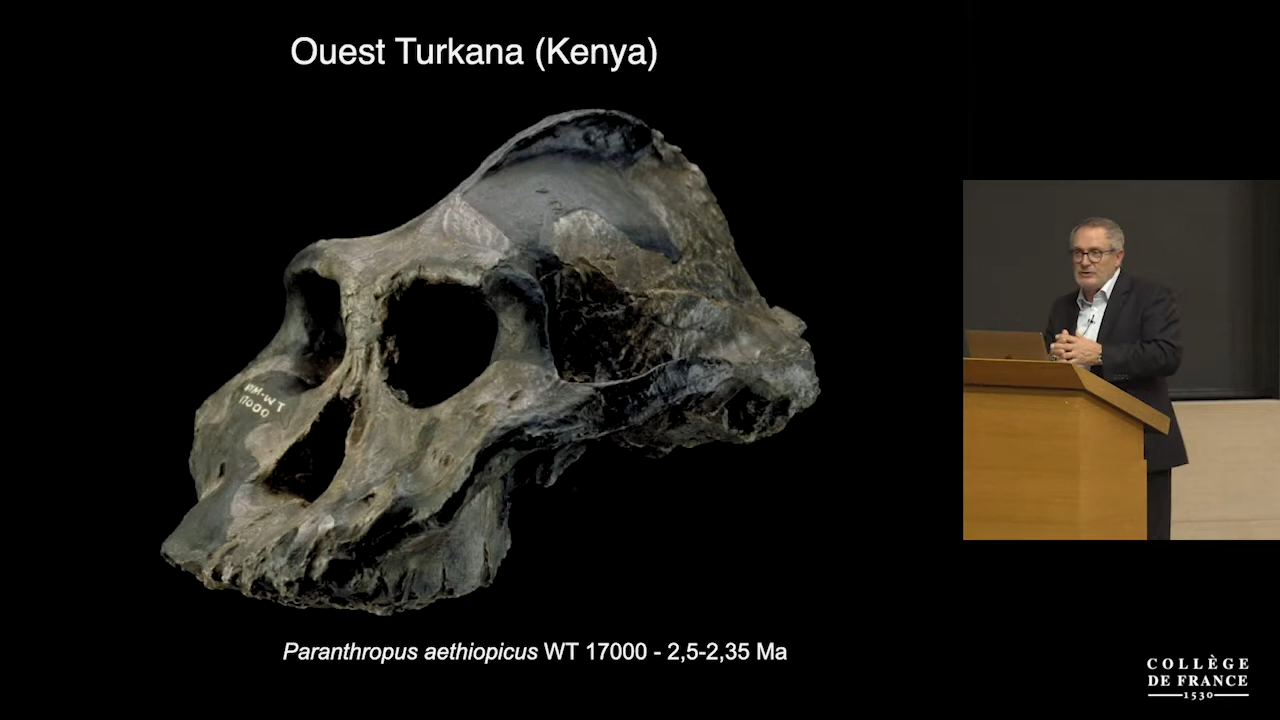 Ouest Turkana (Kenya)
KNM-WT
17000
Paranthropus aethiopicus WT 17000 - 2,5-2,35 Ma
COLLÈGE
DE FRANCE
1530